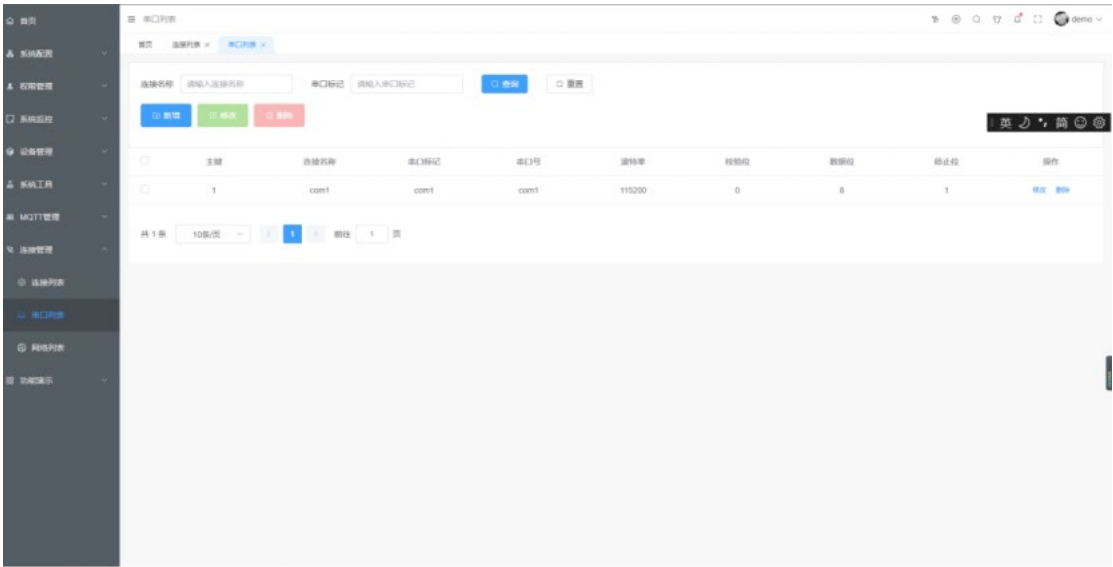 首页
系统配置
权限管理
系统监控
设备管理
系统工具
MQTT管理
连接管理
连接列表
串口列表
网络列表
功能演示
串口列表
demo
首页 连接列表 × 串口列表 ×
连接名称 请输入连接名称 串口标记 请输入串口标记 查询 重置
新增 修改 删除
英 简
主键 连接名称 串口标记 串口号 波特率 校验位 数据位 停止位 操作
1 com1 com1 com1 115200 0 8 1 修改 删除
共 1 条 10条/页 1 前往 1 页